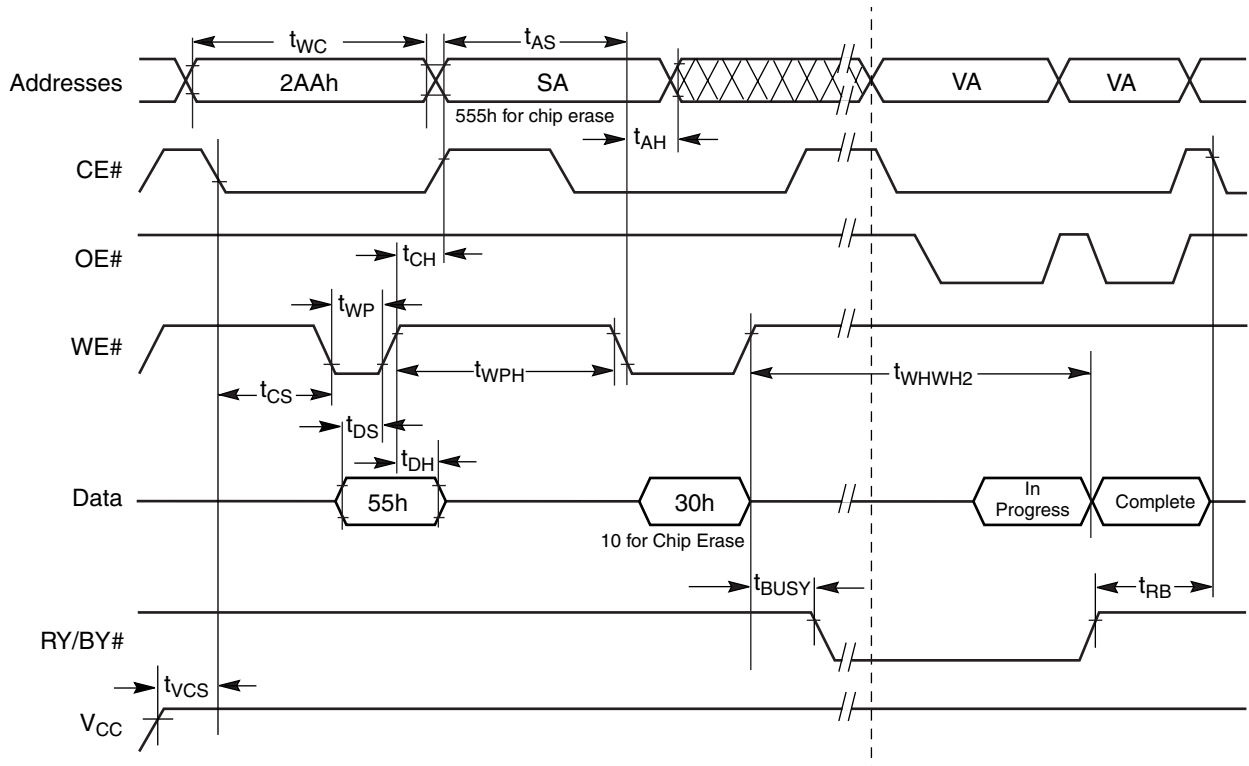 tWC
tAS
Addresses
2AAh
SA
VA
VA
555h for chip erase
tAH
CE#
OE#
tCH
tWP
WE#
tWPH
tWHWH2
tCS
tDS
tDH
Data
55h
30h
In
Progress
Complete
10 for Chip Erase
tBUSY
tRB
RY/BY#
tVCS
VCC